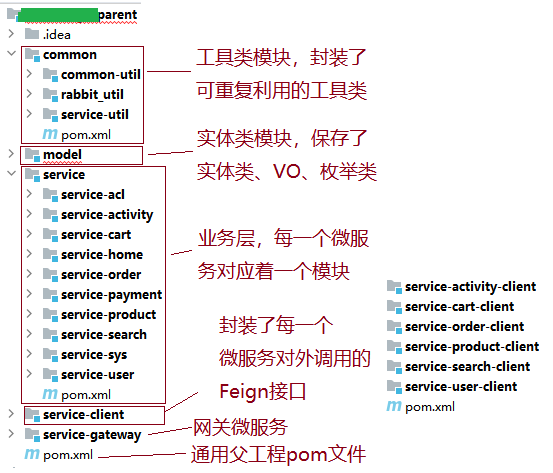 parent
.idea
common
common-util
rabbit_util
service-util
pom.xml
工具类模块，封装了
可重复利用的工具类
model
实体类模块，保存了
实体类、VO、枚举类
service
service-acl
service-activity
service-cart
service-home
service-order
service-payment
service-product
service-search
service-sys
service-user
pom.xml
业务层，每一个微服
务对应着一个模块
service-client
封装了每一个
微服务对外调用的
Feign接口
service-activity-client
service-cart-client
service-order-client
service-product-client
service-search-client
service-user-client
pom.xml
service-gateway
网关微服务
pom.xml
通用父工程pom文件